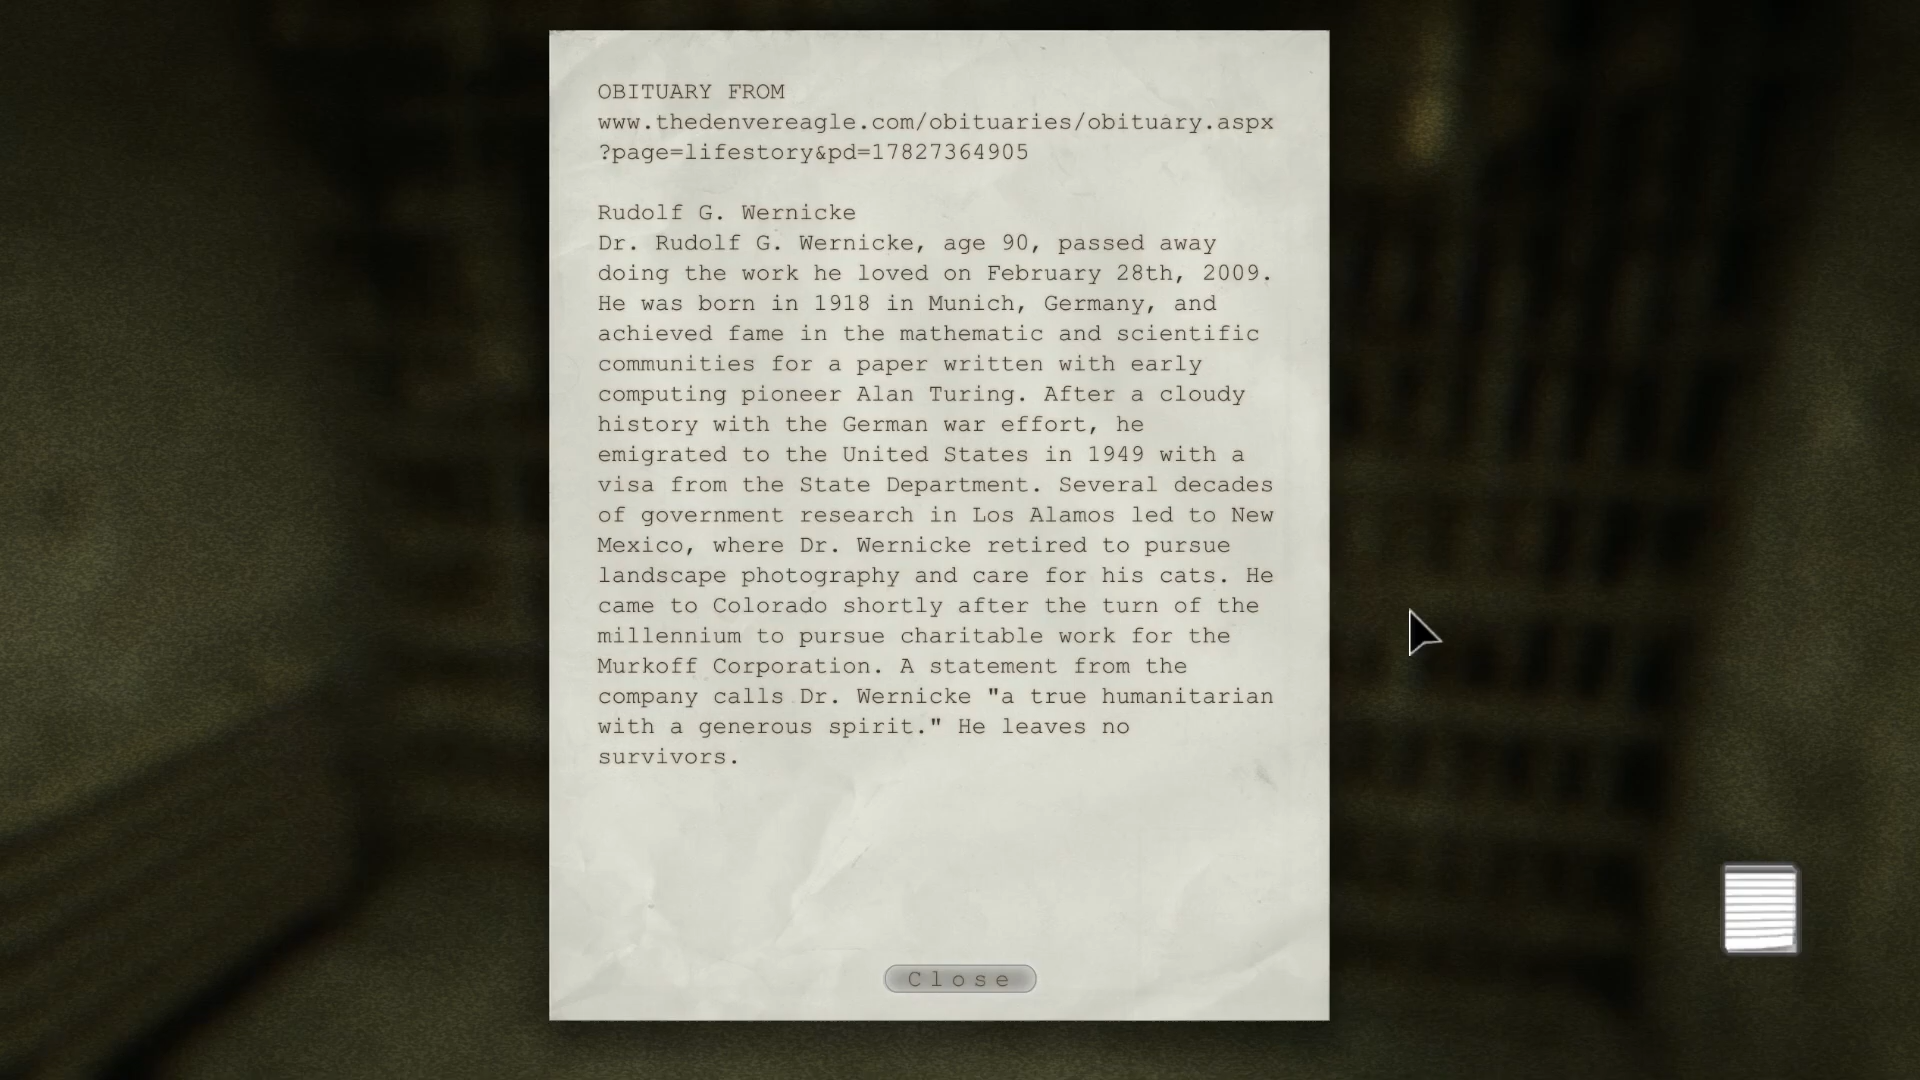 OBITUARY FROM
www.thedenvereagle.com/obituaries/obituary.aspx
?page=lifestory&pd=17827364905
Rudolf G. Wernicke
Dr. Rudolf G. Wernicke, age 90, passed away
doing the work he loved on February 28th, 2009.
He was born in 1918 in Munich, Germany, and
achieved fame in the mathematic and scientific
communities for a paper written with early
computing pioneer Alan Turing. After a cloudy
history with the German war effort, he
emigrated to the United States in 1949 with a
visa from the State Department. Several decades
of government research in Los Alamos led to New
Mexico, where Dr. Wernicke retired to pursue
landscape photography and care for his cats. He
came to Colorado shortly after the turn of the
millennium to pursue charitable work for the
Murkoff Corporation. A statement from the
company calls Dr. Wernicke "a true humanitarian
with a generous spirit." He leaves no
survivors.
Close